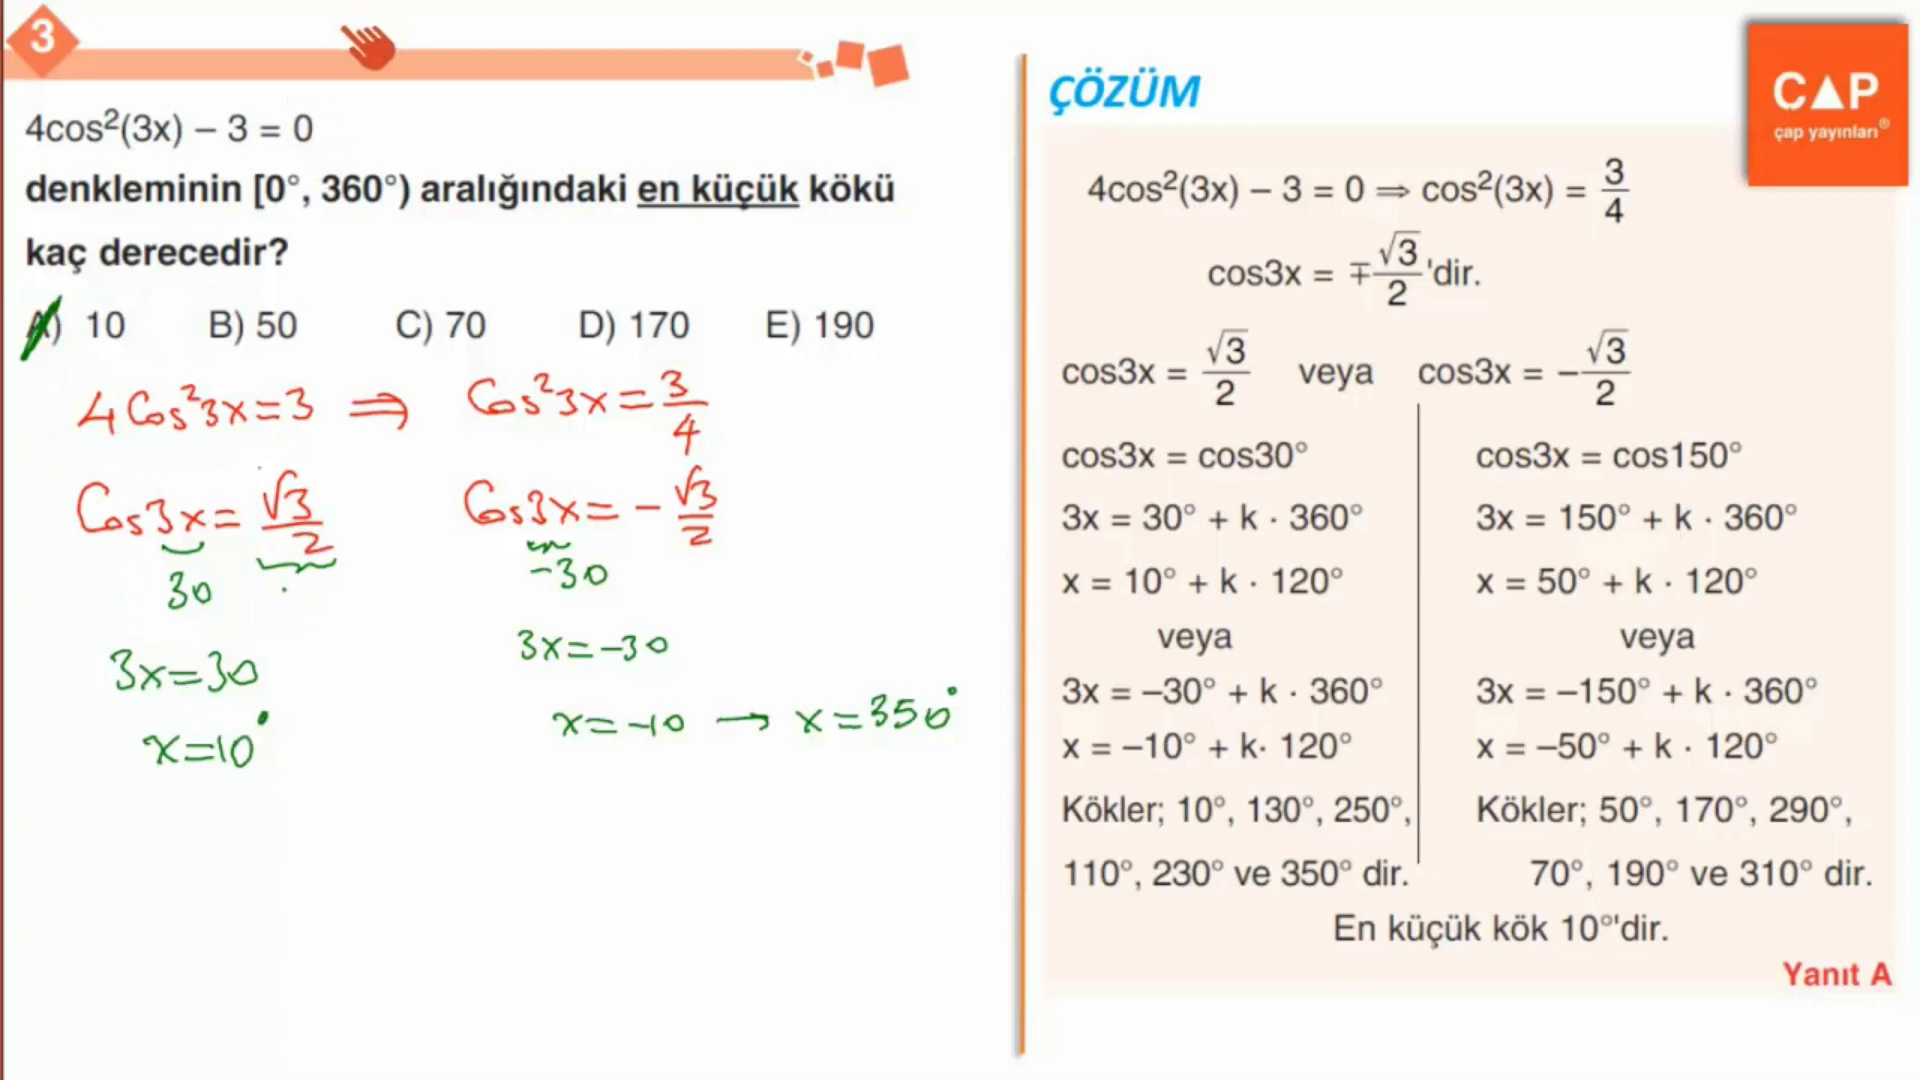 3
4cos²(3x) – 3 = 0
denkleminin [0°, 360°) aralığındaki en küçük kökü
kaç derecedir?
A) 10 B) 50 C) 70 D) 170 E) 190
4Cos²3x=3 ⇒ Cos²3x=3/4
Cos3x=√3/2 Cos3x=-√3/2
30 -30
3x=30 3x=-30
x=10° x=-10 → x=350°
ÇÖZÜM
CAP
çap yayınları®
4cos²(3x) – 3 = 0 ⇒ cos²(3x) = 3/4
cos3x = ∓√3/2 'dir.
cos3x = √3/2 veya cos3x = –√3/2
cos3x = cos30°
3x = 30° + k · 360°
x = 10° + k · 120°
veya
3x = –30° + k · 360°
x = –10° + k· 120°
Kökler; 10°, 130°, 250°,
110°, 230° ve 350° dir.
cos3x = cos150°
3x = 150° + k · 360°
x = 50° + k · 120°
veya
3x = –150° + k · 360°
x = –50° + k · 120°
Kökler; 50°, 170°, 290°,
70°, 190° ve 310° dir.
En küçük kök 10°'dir.
Yanıt A